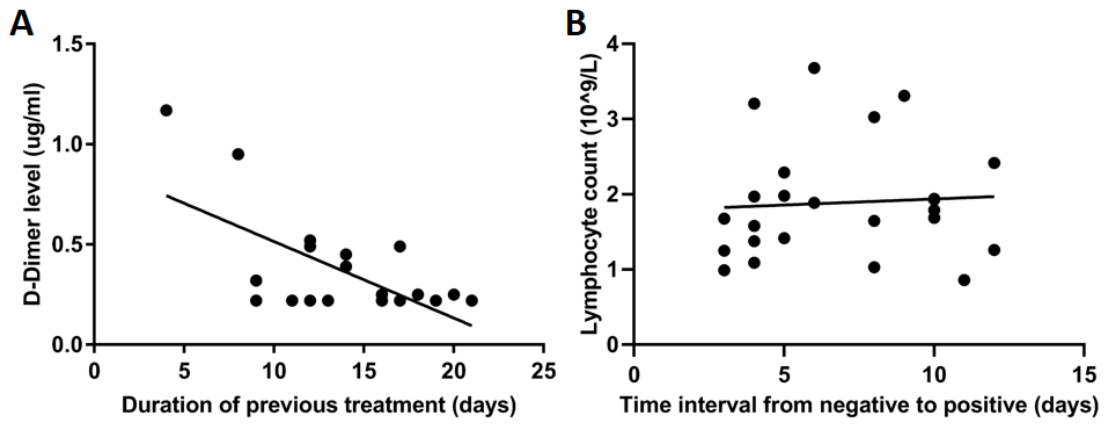 A
D-Dimer level (ug/ml)
1.5
1.0
0.5
0.0
0 5 10 15 20 25
Duration of previous treatment (days)
B
Lymphocyte count (10^9/L)
4
3
2
1
0
0 5 10 15
Time interval from negative to positive (days)